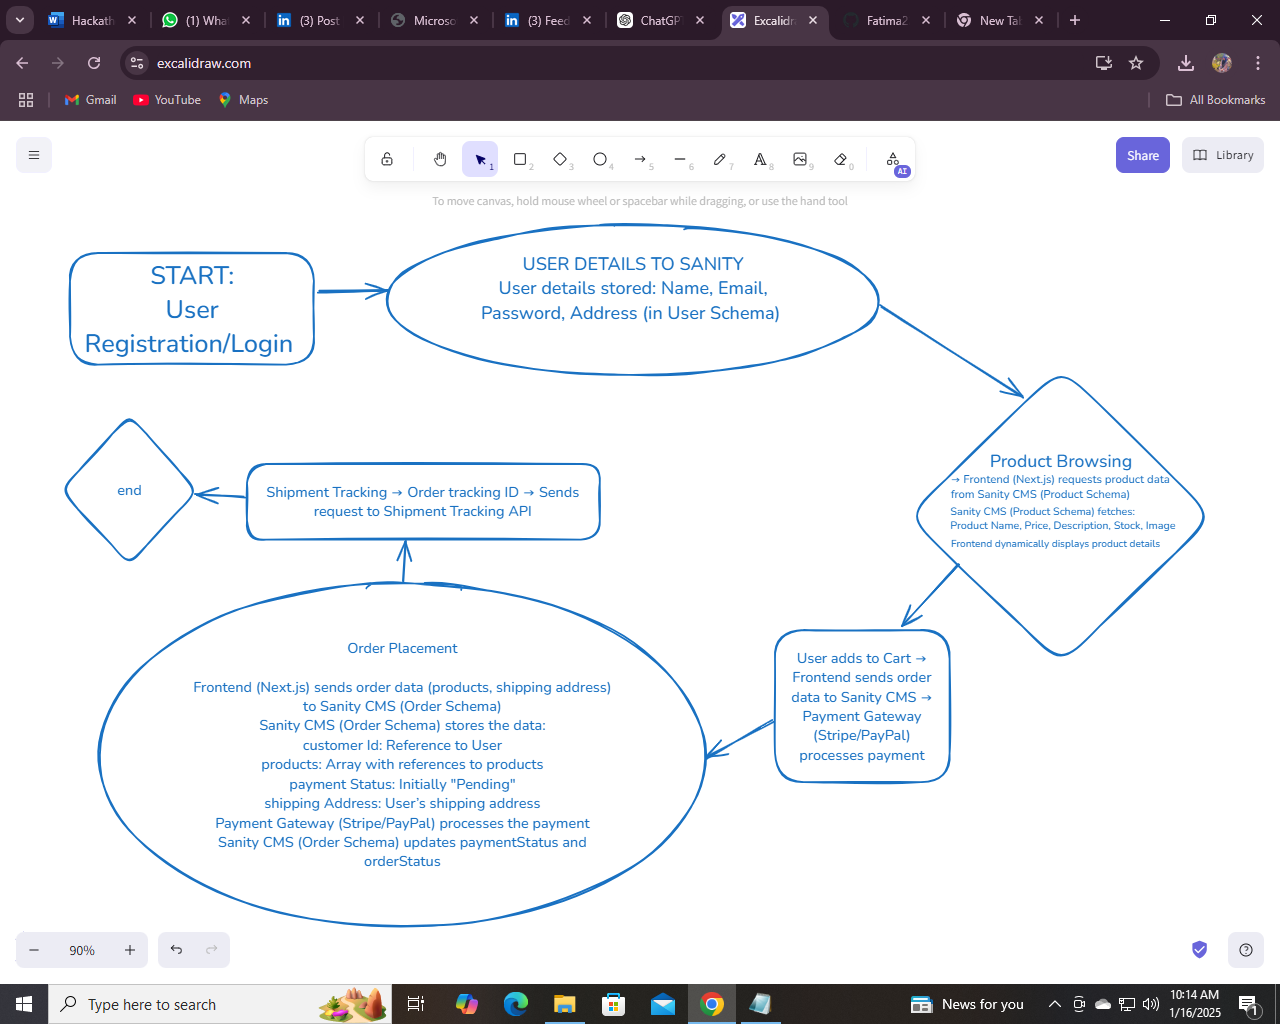 Hackath
(1) Wha
(3) Post
Microso
(3) Feed
ChatGP
Excalidr
Fatima2
New Tab
excalidraw.com
Gmail
YouTube
Maps
All Bookmarks
1
2
3
4
5
6
7
8
9
0
AI
Share
Library
To move canvas, hold mouse wheel or spacebar while dragging, or use the hand tool
START:
User
Registration/Login
USER DETAILS TO SANITY
User details stored: Name, Email,
Password, Address (in User Schema)
Product Browsing
→ Frontend (Next.js) requests product data
from Sanity CMS (Product Schema)
Sanity CMS (Product Schema) fetches:
Product Name, Price, Description, Stock, Image
Frontend dynamically displays product details
end
Shipment Tracking → Order tracking ID → Sends
request to Shipment Tracking API
User adds to Cart →
Frontend sends order
data to Sanity CMS →
Payment Gateway
(Stripe/PayPal)
processes payment
Order Placement
Frontend (Next.js) sends order data (products, shipping address)
to Sanity CMS (Order Schema)
Sanity CMS (Order Schema) stores the data:
customer Id: Reference to User
products: Array with references to products
payment Status: Initially "Pending"
shipping Address: User’s shipping address
Payment Gateway (Stripe/PayPal) processes the payment
Sanity CMS (Order Schema) updates paymentStatus and
orderStatus
90%
Type here to search
News for you
10:14 AM
1/16/2025
1